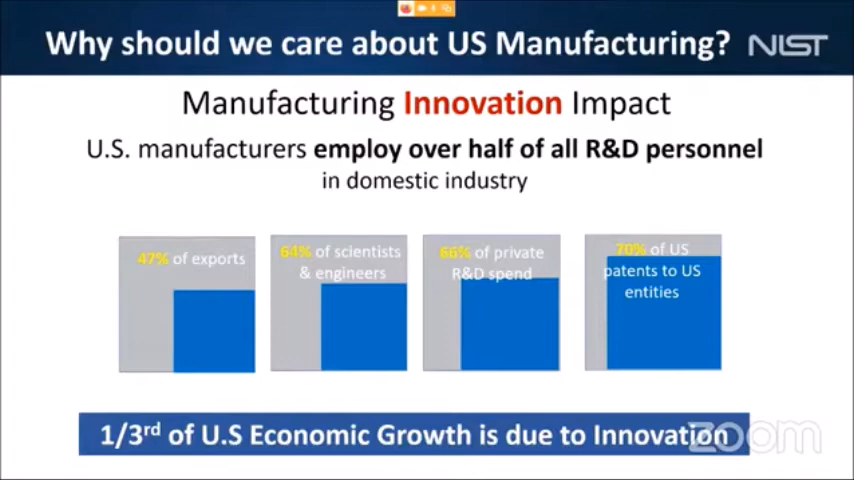 Why should we care about US Manufacturing?
NIST
Manufacturing Innovation Impact
U.S. manufacturers employ over half of all R&D personnel
in domestic industry
47% of exports
64% of scientists
& engineers
66% of private
R&D spend
70% of US
patents to US
entities
1/3rd of U.S Economic Growth is due to Innovation
zoom